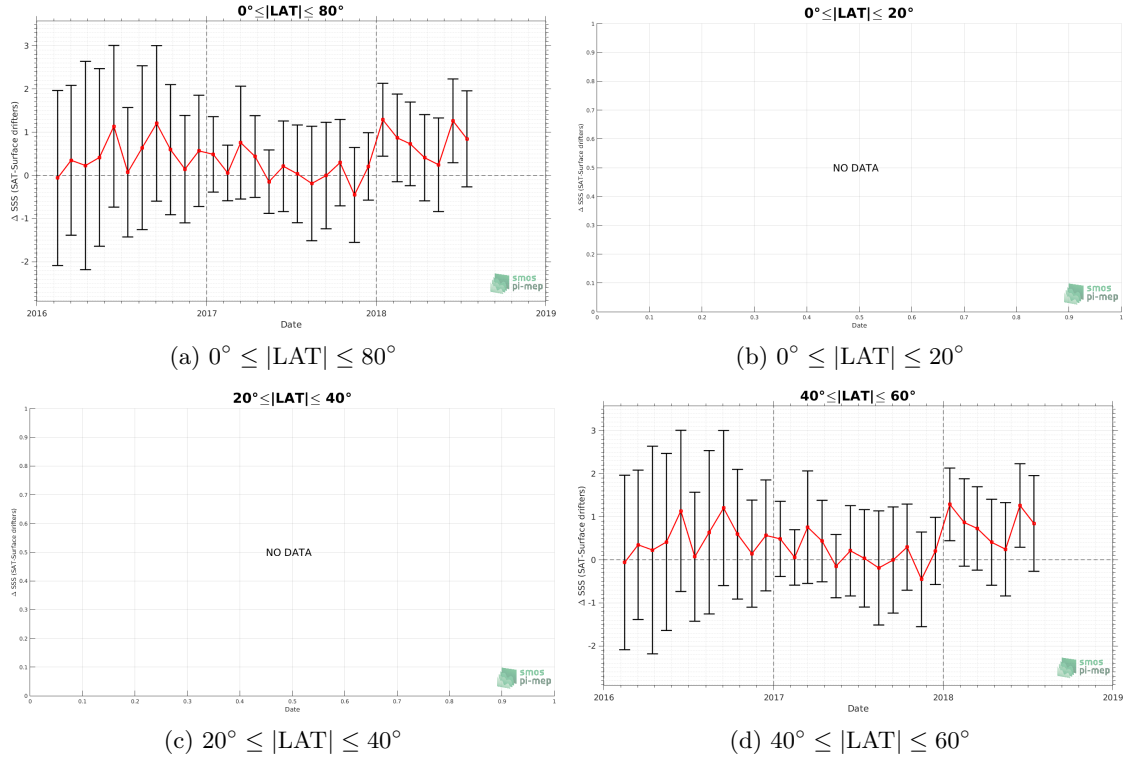 0°≤|LAT|≤ 80°
3
2
1
0
-1
-2
Δ SSS (SAT-Surface drifters)
2016
2017
2018
2019
Date
smos
pi-mep
(a) 0° ≤ |LAT| ≤ 80°
0°≤|LAT|≤ 20°
1
0.9
0.8
0.7
0.6
0.5
0.4
0.3
0.2
0.1
0
Δ SSS (SAT-Surface drifters)
NO DATA
0
0.1
0.2
0.3
0.4
0.5
0.6
0.7
0.8
0.9
1
Date
smos
pi-mep
(b) 0° ≤ |LAT| ≤ 20°
20°≤|LAT|≤ 40°
1
0.9
0.8
0.7
0.6
0.5
0.4
0.3
0.2
0.1
0
Δ SSS (SAT-Surface drifters)
NO DATA
0
0.1
0.2
0.3
0.4
0.5
0.6
0.7
0.8
0.9
1
Date
smos
pi-mep
(c) 20° ≤ |LAT| ≤ 40°
40°≤|LAT|≤ 60°
3
2
1
0
-1
-2
Δ SSS (SAT-Surface drifters)
2016
2017
2018
2019
Date
smos
pi-mep
(d) 40° ≤ |LAT| ≤ 60°